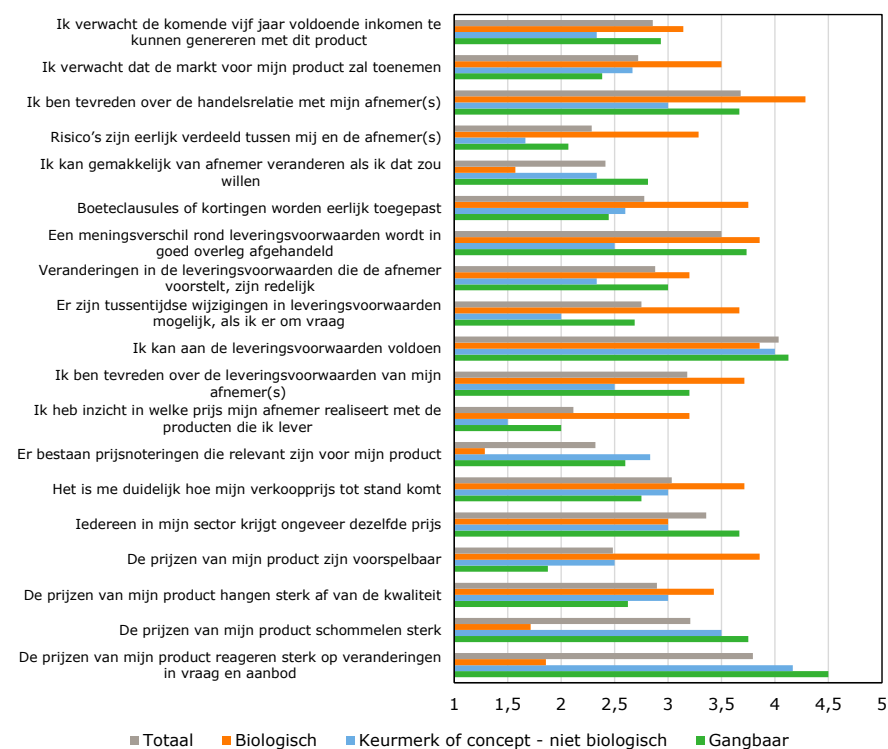 Ik verwacht de komende vijf jaar voldoende inkomen te
kunnen genereren met dit product
Ik verwacht dat de markt voor mijn product zal toenemen
Ik ben tevreden over de handelsrelatie met mijn afnemer(s)
Risico's zijn eerlijk verdeeld tussen mij en de afnemer(s)
Ik kan gemakkelijk van afnemer veranderen als ik dat zou
willen
Boeteclausules of kortingen worden eerlijk toegepast
Een meningsverschil rond leveringsvoorwaarden wordt in
goed overleg afgehandeld
Veranderingen in de leveringsvoorwaarden die de afnemer
voorstelt, zijn redelijk
Er zijn tussentijdse wijzigingen in leveringsvoorwaarden
mogelijk, als ik er om vraag
Ik kan aan de leveringsvoorwaarden voldoen
Ik ben tevreden over de leveringsvoorwaarden van mijn
afnemer(s)
Ik heb inzicht in welke prijs mijn afnemer realiseert met de
producten die ik lever
Er bestaan prijsnoteringen die relevant zijn voor mijn product
Het is me duidelijk hoe mijn verkoopprijs tot stand komt
Iedereen in mijn sector krijgt ongeveer dezelfde prijs
De prijzen van mijn product zijn voorspelbaar
De prijzen van mijn product hangen sterk af van de kwaliteit
De prijzen van mijn product schommelen sterk
De prijzen van mijn product reageren sterk op veranderingen
in vraag en aanbod
1 1,5 2 2,5 3 3,5 4 4,5 5
Totaal Biologisch Keurmerk of concept - niet biologisch Gangbaar